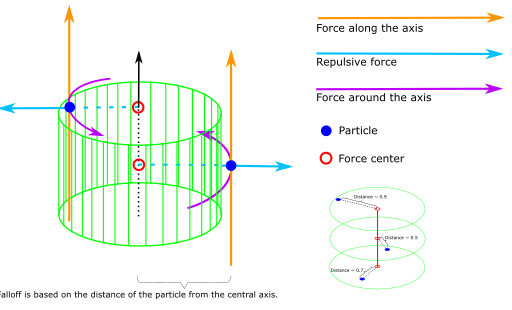 Force along the axis
Repulsive force
Force around the axis
Particle
Force center
Distance ~ 0.9
Distance ~ 0.5
Distance ~ 0.7
Falloff is based on the distance of the particle from the central axis.